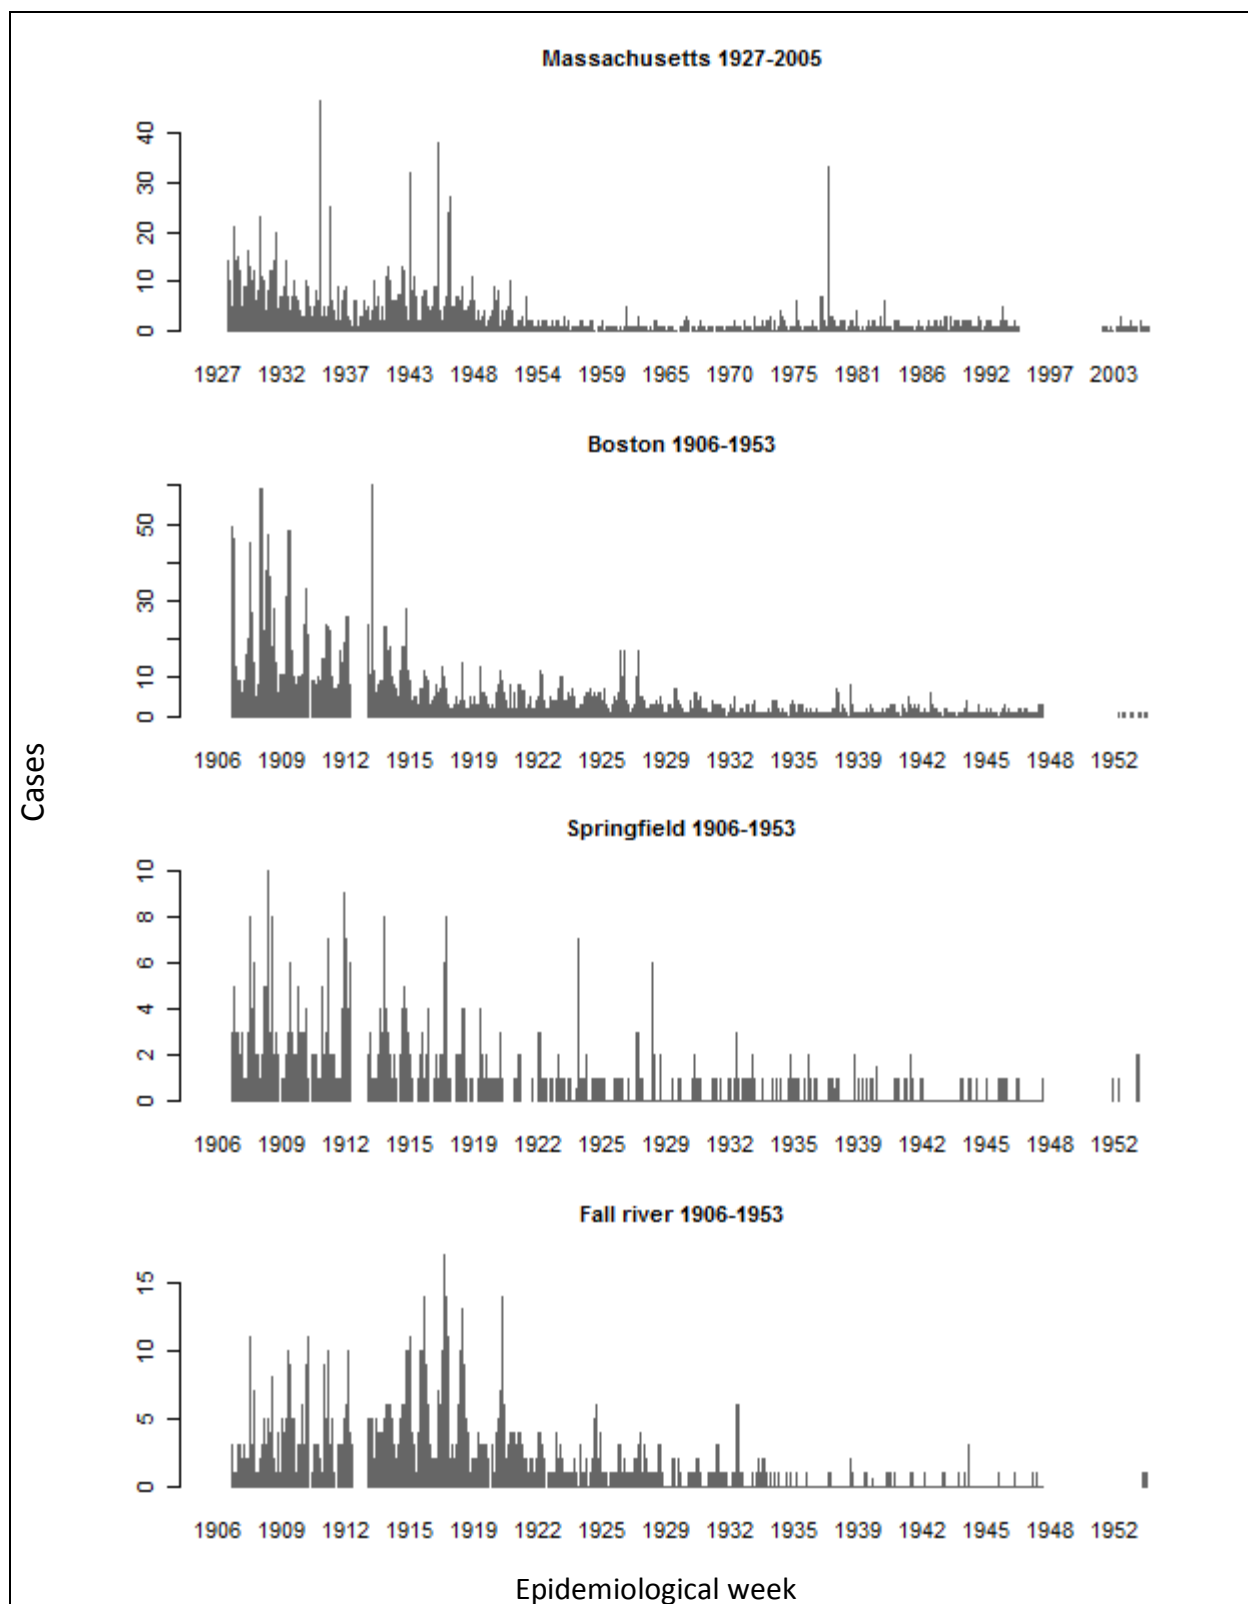 Massachusetts 1927-2005
40
30
20
10
0
1927 1932 1937 1943 1948 1954 1959 1965 1970 1975 1981 1986 1992 1997 2003
Boston 1906-1953
50
30
10
0
1906 1909 1912 1915 1919 1922 1925 1929 1932 1935 1939 1942 1945 1948 1952
Cases
Springfield 1906-1953
10
8
6
4
2
0
1906 1909 1912 1915 1919 1922 1925 1929 1932 1935 1939 1942 1945 1948 1952
Fall river 1906-1953
15
10
5
0
1906 1909 1912 1915 1919 1922 1925 1929 1932 1935 1939 1942 1945 1948 1952
Epidemiological week